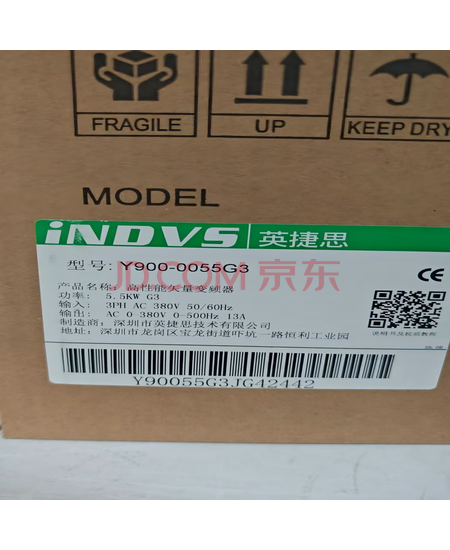 FRAGILE
UP
KEEP DRY
MODEL
iNDVS 英捷思
型号: Y900-0055G3
JD.COM 京东
产品名称: 高性能矢量变频器
功率: 5.5KW G3
输入: 3PH AC 380V 50/60Hz
输出: AC 0-380V 0-500Hz 13A
制造商: 深圳市英捷思技术有限公司
地址: 深圳市龙岗区宝龙街道吓坑一路恒利工业园
CE
Y90055G3JG42442